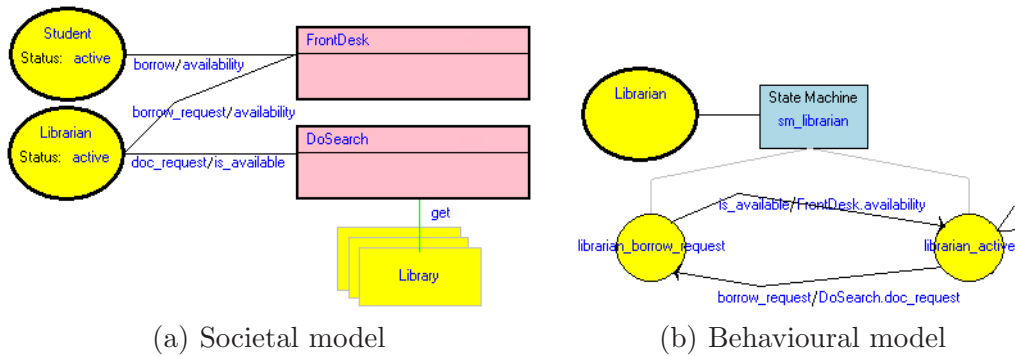 Student
Status: active
borrow/availability
FrontDesk
borrow_request/availability
Librarian
Status: active
doc_request/is_available
DoSearch
get
Library
(a) Societal model
Librarian
State Machine
sm_librarian
is_available/FrontDesk.availability
librarian_borrow_request
librarian_active
borrow_request/DoSearch.doc_request
(b) Behavioural model